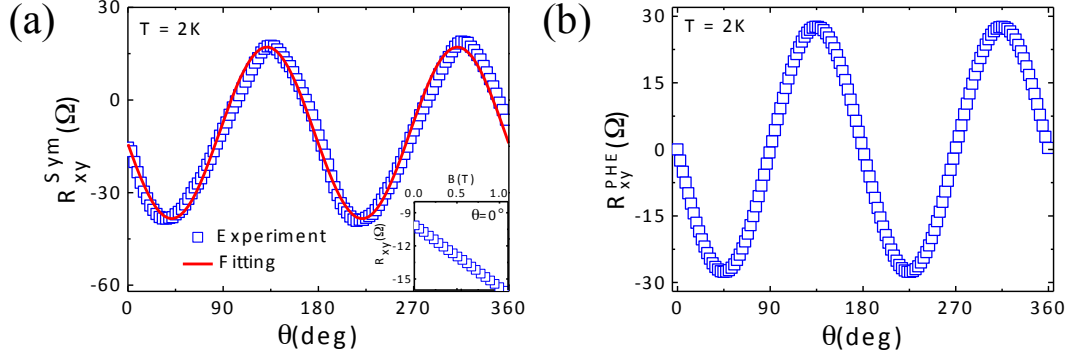 (a)
T = 2K
30
0
-30
-60
R_xy^Sym(Ω)
Experiment
Fitting
B(T)
0.0 0.5 1.0
θ=0°
-9
-12
-15
R_xy(Ω)
0 90 180 270 360
θ(deg)
(b)
T = 2K
30
15
0
-15
-30
R_xy^PHE(Ω)
0 90 180 270 360
θ(deg)